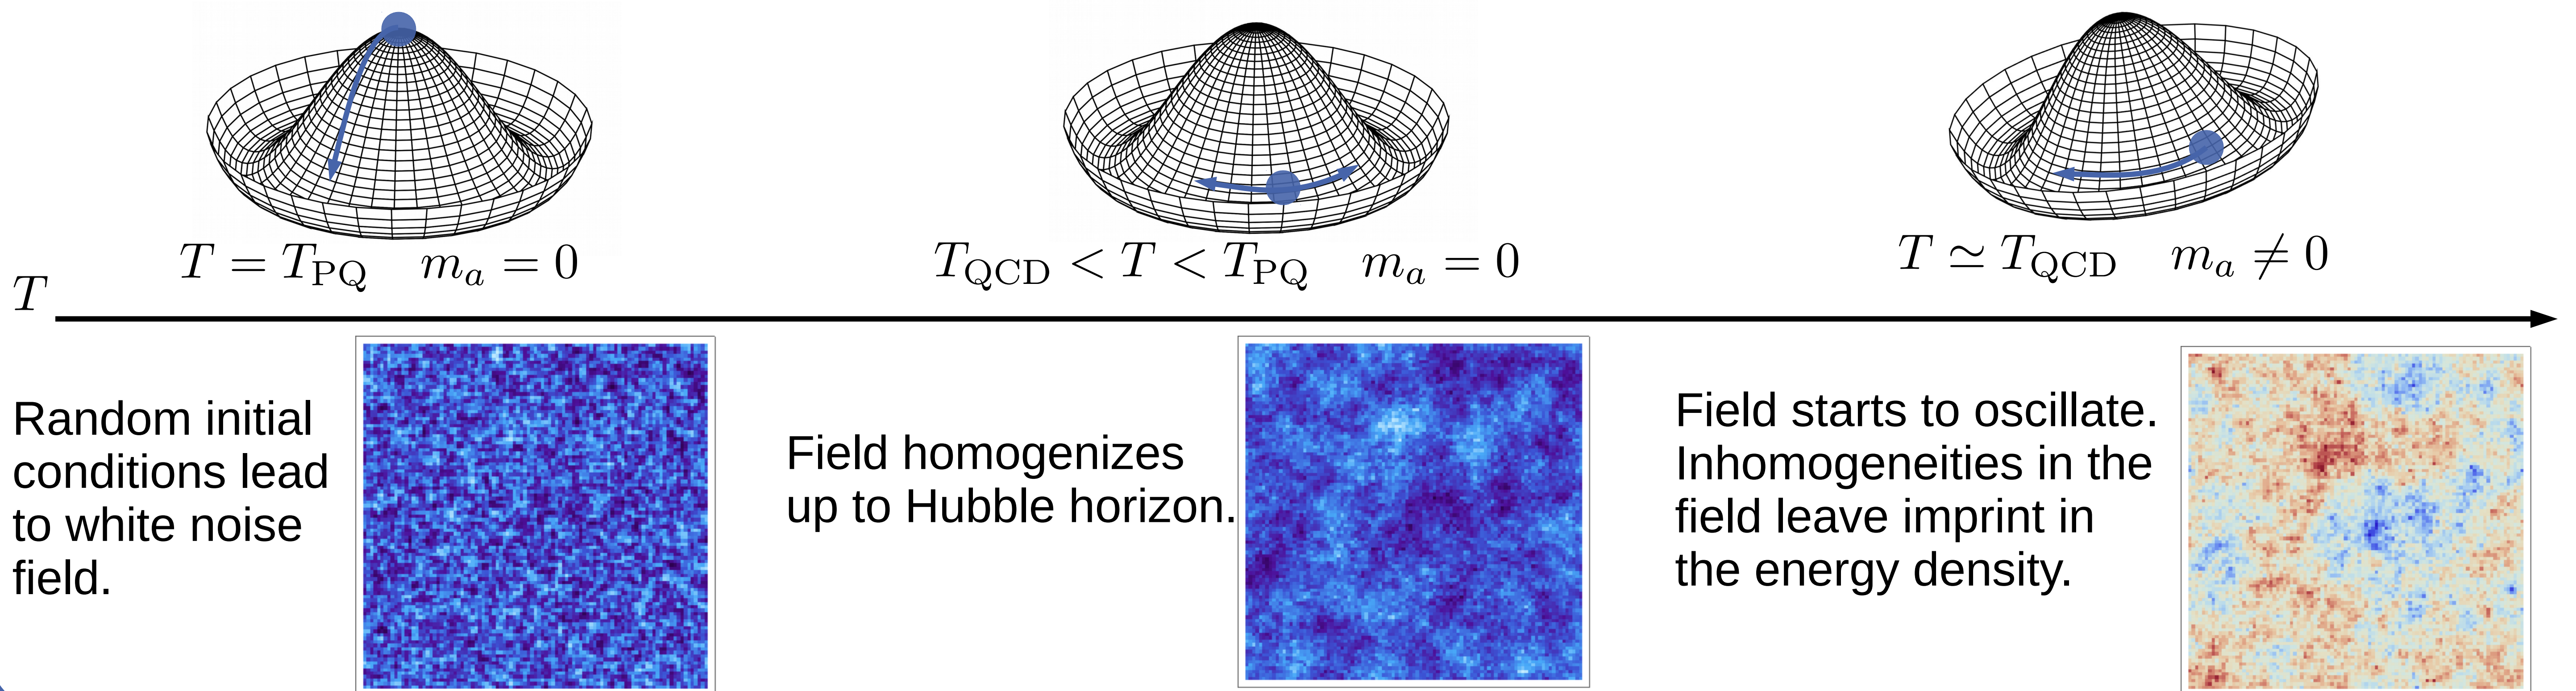 T = T_PQ m_a = 0
T_QCD < T < T_PQ m_a = 0
T ≃ T_QCD m_a ≠ 0
T
Random initial
conditions lead
to white noise
field.
Field homogenizes
up to Hubble horizon.
Field starts to oscillate.
Inhomogeneities in the
field leave imprint in
the energy density.